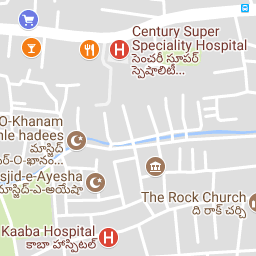 Century Super
Speciality Hospital
సెంచరీ సూపర్
స్పెషాలిటీ...
O-Khanam
hle hadees
మాస్జిద్
ఏర్-O-ఖానం...
sjid-e-Ayesha
మాస్జిద్-ఎ-అయేషా
The Rock Church
ది రాక్ చర్చి
Kaaba Hospital
కాబా హాస్పిటల్